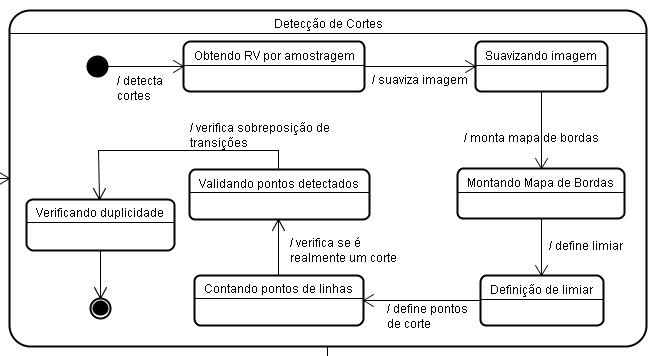 Detecção de Cortes
Obtendo RV por amostragem
Suavizando imagem
/ detecta
cortes
/ suaviza imagem
/ monta mapa de bordas
/ verifica sobreposição de
transições
Validando pontos detectados
Montando Mapa de Bordas
Verificando duplicidade
/ verifica se é
realmente um corte
/ define limiar
Contando pontos de linhas
Definição de limiar
/ define pontos
de corte